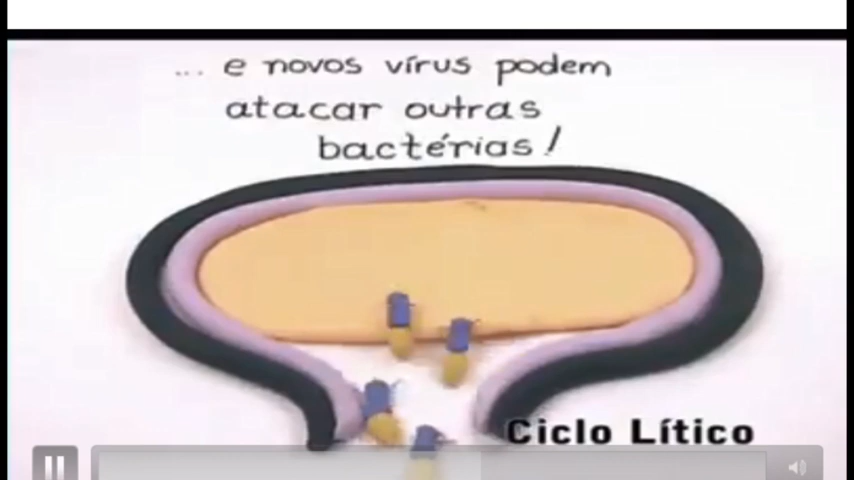 ... e novos vírus podem
atacar outras
bactérias!
Ciclo Lítico